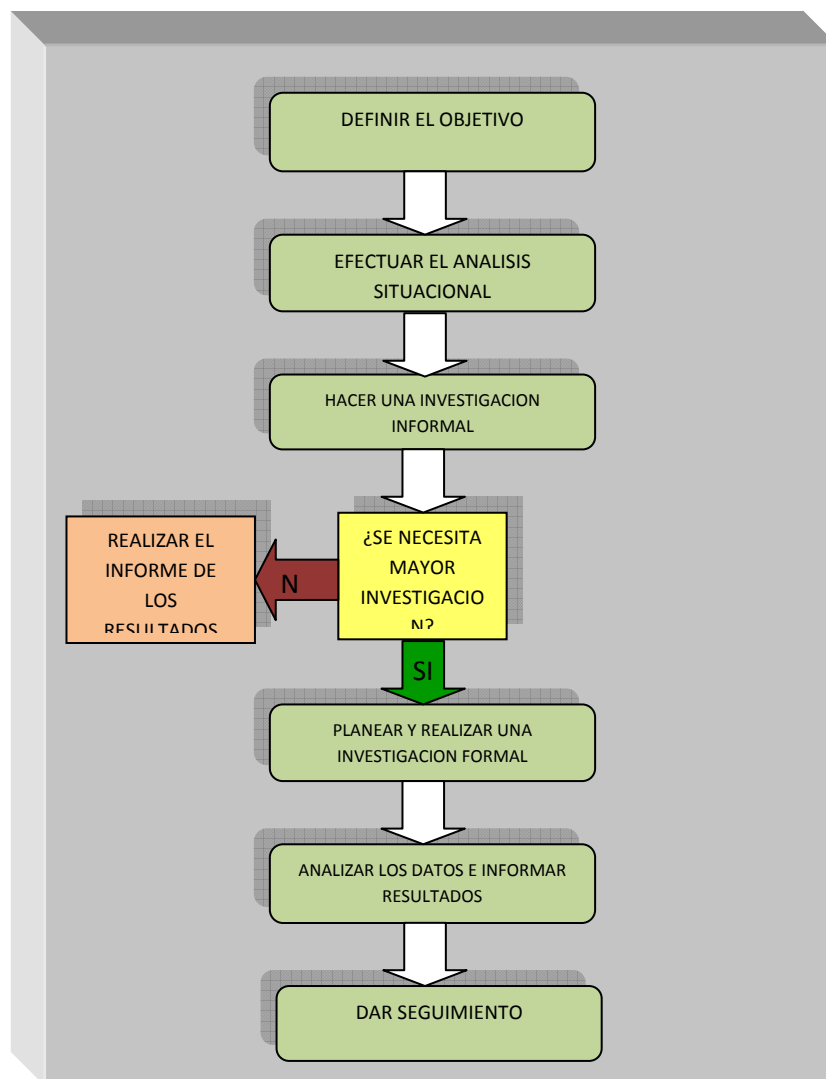 DEFINIR EL OBJETIVO
EFECTUAR EL ANALISIS
SITUACIONAL
HACER UNA INVESTIGACION
INFORMAL
¿SE NECESITA
MAYOR
INVESTIGACIO
N?
REALIZAR EL
INFORME DE
LOS
RESULTADOS
N
SI
PLANEAR Y REALIZAR UNA
INVESTIGACION FORMAL
ANALIZAR LOS DATOS E INFORMAR
RESULTADOS
DAR SEGUIMIENTO